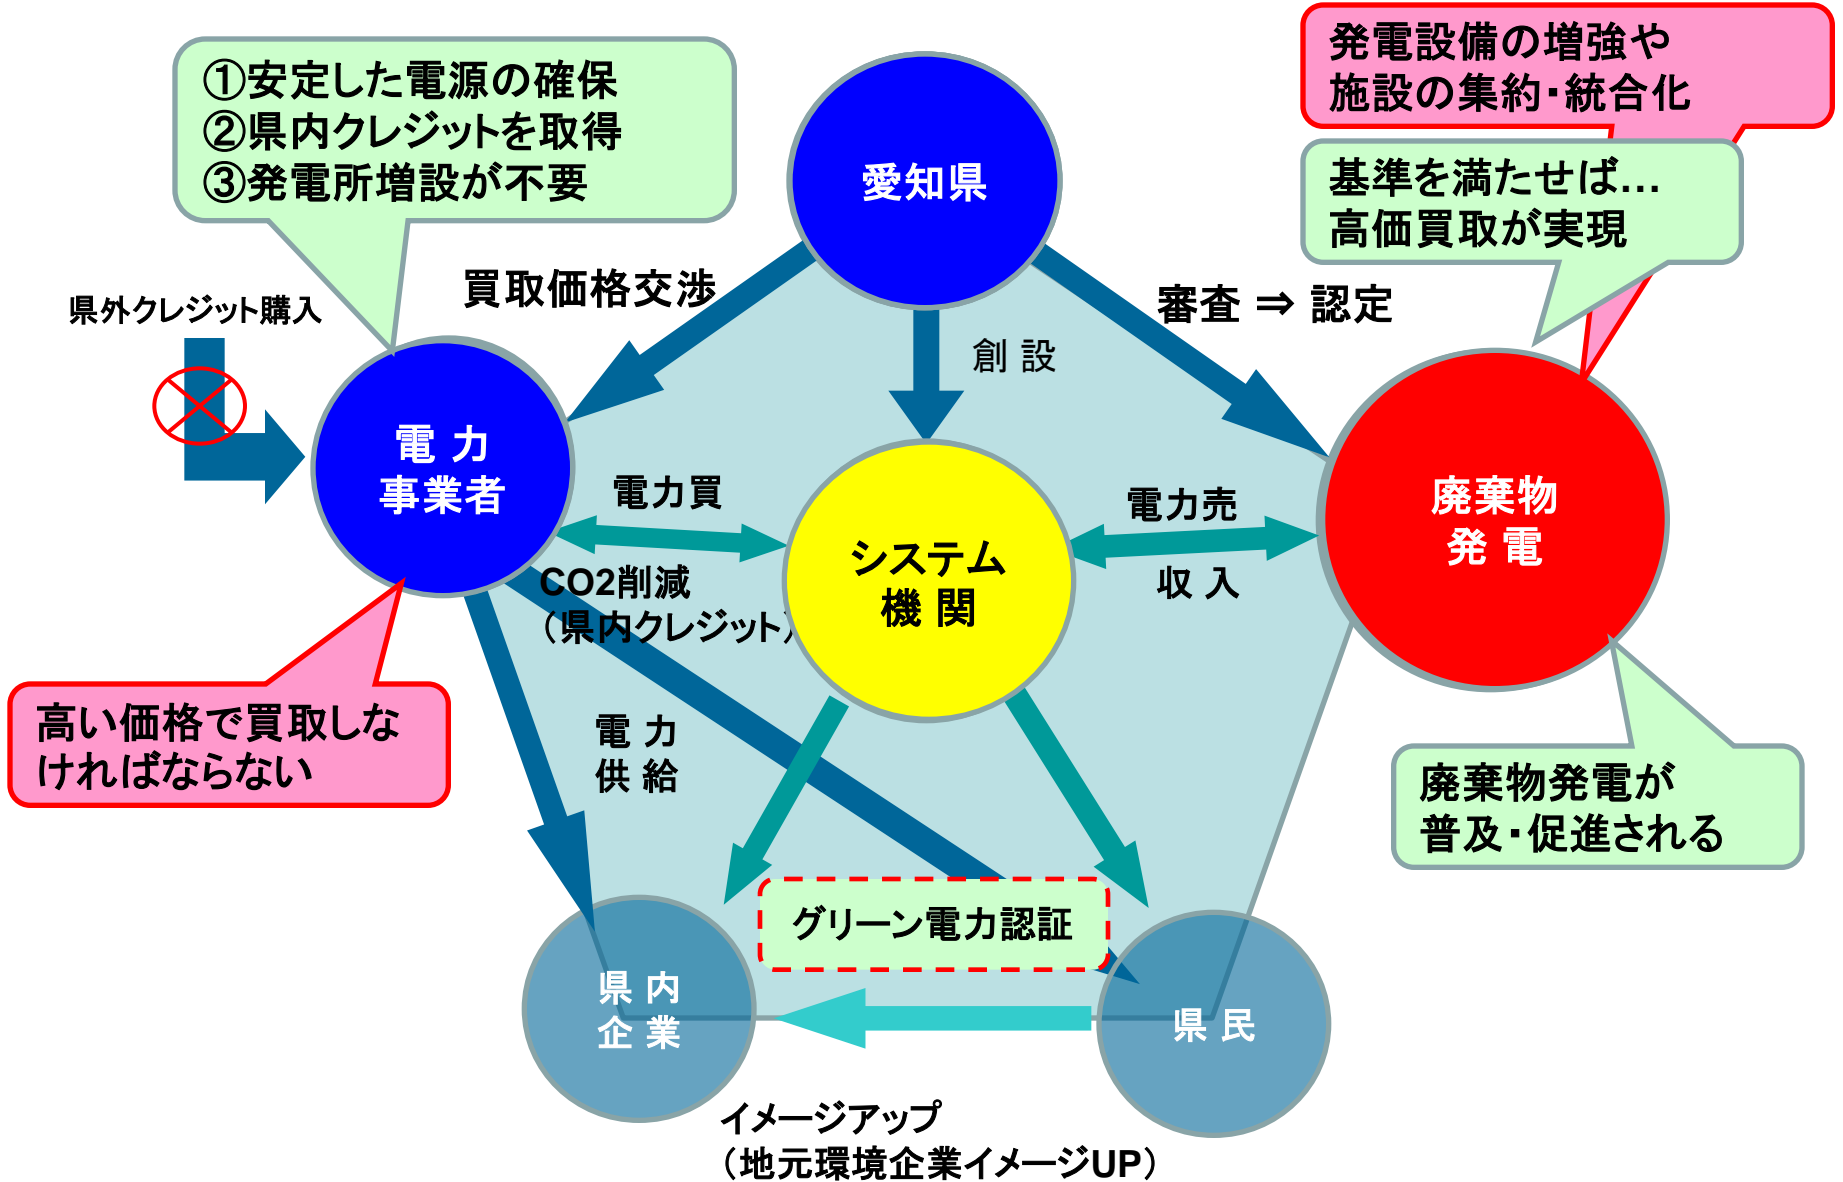 ①安定した電源の確保
②県内クレジットを取得
③発電所増設が不要
愛知県
発電設備の増強や
施設の集約・統合化
基準を満たせば…
高価買取が実現
買取価格交渉
県外クレジット購入
審査 ⇒ 認定
創 設
電 力
事業者
電力買
電力売
廃棄物
発 電
システム
機 関
CO2削減
（県内クレジット）
収 入
高い価格で買取しな
ければならない
電 力
供 給
廃棄物発電が
普及・促進される
グリーン電力認証
県 内
企 業
県 民
イメージアップ
（地元環境企業イメージUP）